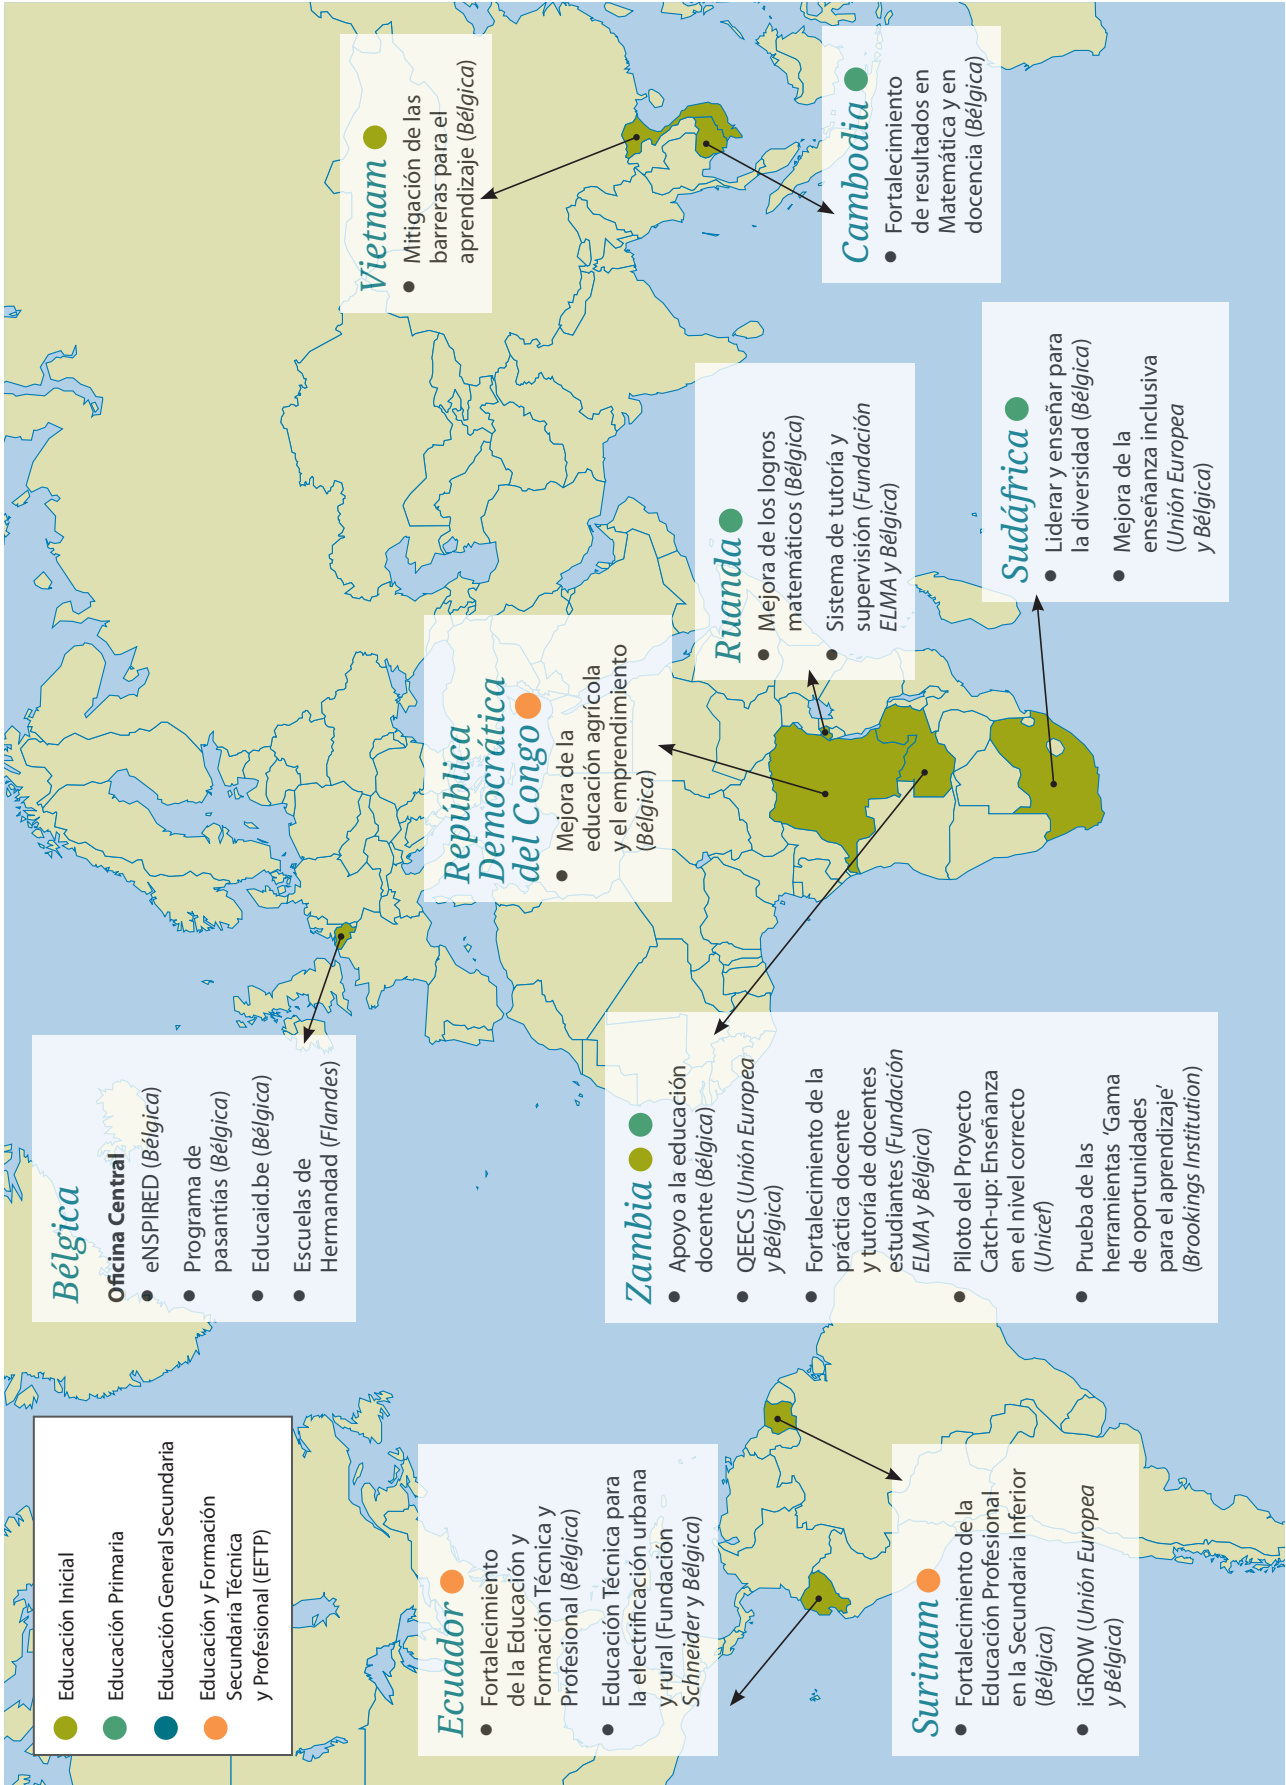 Educación Inicial
Educación Primaria
Educación General Secundaria
Educación y Formación
Secundaria Técnica
y Profesional (EFTP)
Bélgica
Oficina Central
• eNSPIRED (Bélgica)
• Programa de
pasantías (Bélgica)
• Educaid.be (Bélgica)
• Escuelas de
Hermandad (Flandes)
Vietnam
• Mitigación de las
barreras para el
aprendizaje (Bélgica)
Ecuador
• Fortalecimiento
de la Educación y
Formación Técnica y
Profesional (Bélgica)
• Educación Técnica para
la electrificación urbana
y rural (Fundación
Schneider y Bélgica)
República
Democrática
del Congo
• Mejora de la
educación agrícola
y el emprendimiento
(Bélgica)
Zambia
• Apoyo a la educación
docente (Bélgica)
• QEECS (Unión Europea
y Bélgica)
• Fortalecimiento de la
práctica docente
y tutoría de docentes
estudiantes (Fundación
ELMA y Bélgica)
• Piloto del Proyecto
Catch-up: Enseñanza
en el nivel correcto
(Unicef)
• Prueba de las
herramientas ‘Gama
de oportunidades
para el aprendizaje’
(Brookings Institution)
Ruanda
• Mejora de los logros
matemáticos (Bélgica)
• Sistema de tutoría y
supervisión (Fundación
ELMA y Bélgica)
Cambodia
• Fortalecimiento
de resultados en
Matemática y en
docencia (Bélgica)
Surinam
• Fortalecimiento de la
Educación Profesional
en la Secundaria Inferior
(Bélgica)
• iGROW (Unión Europea
y Bélgica)
Sudáfrica
• Liderar y enseñar para
la diversidad (Bélgica)
• Mejora de la
enseñanza inclusiva
(Unión Europea
y Bélgica)